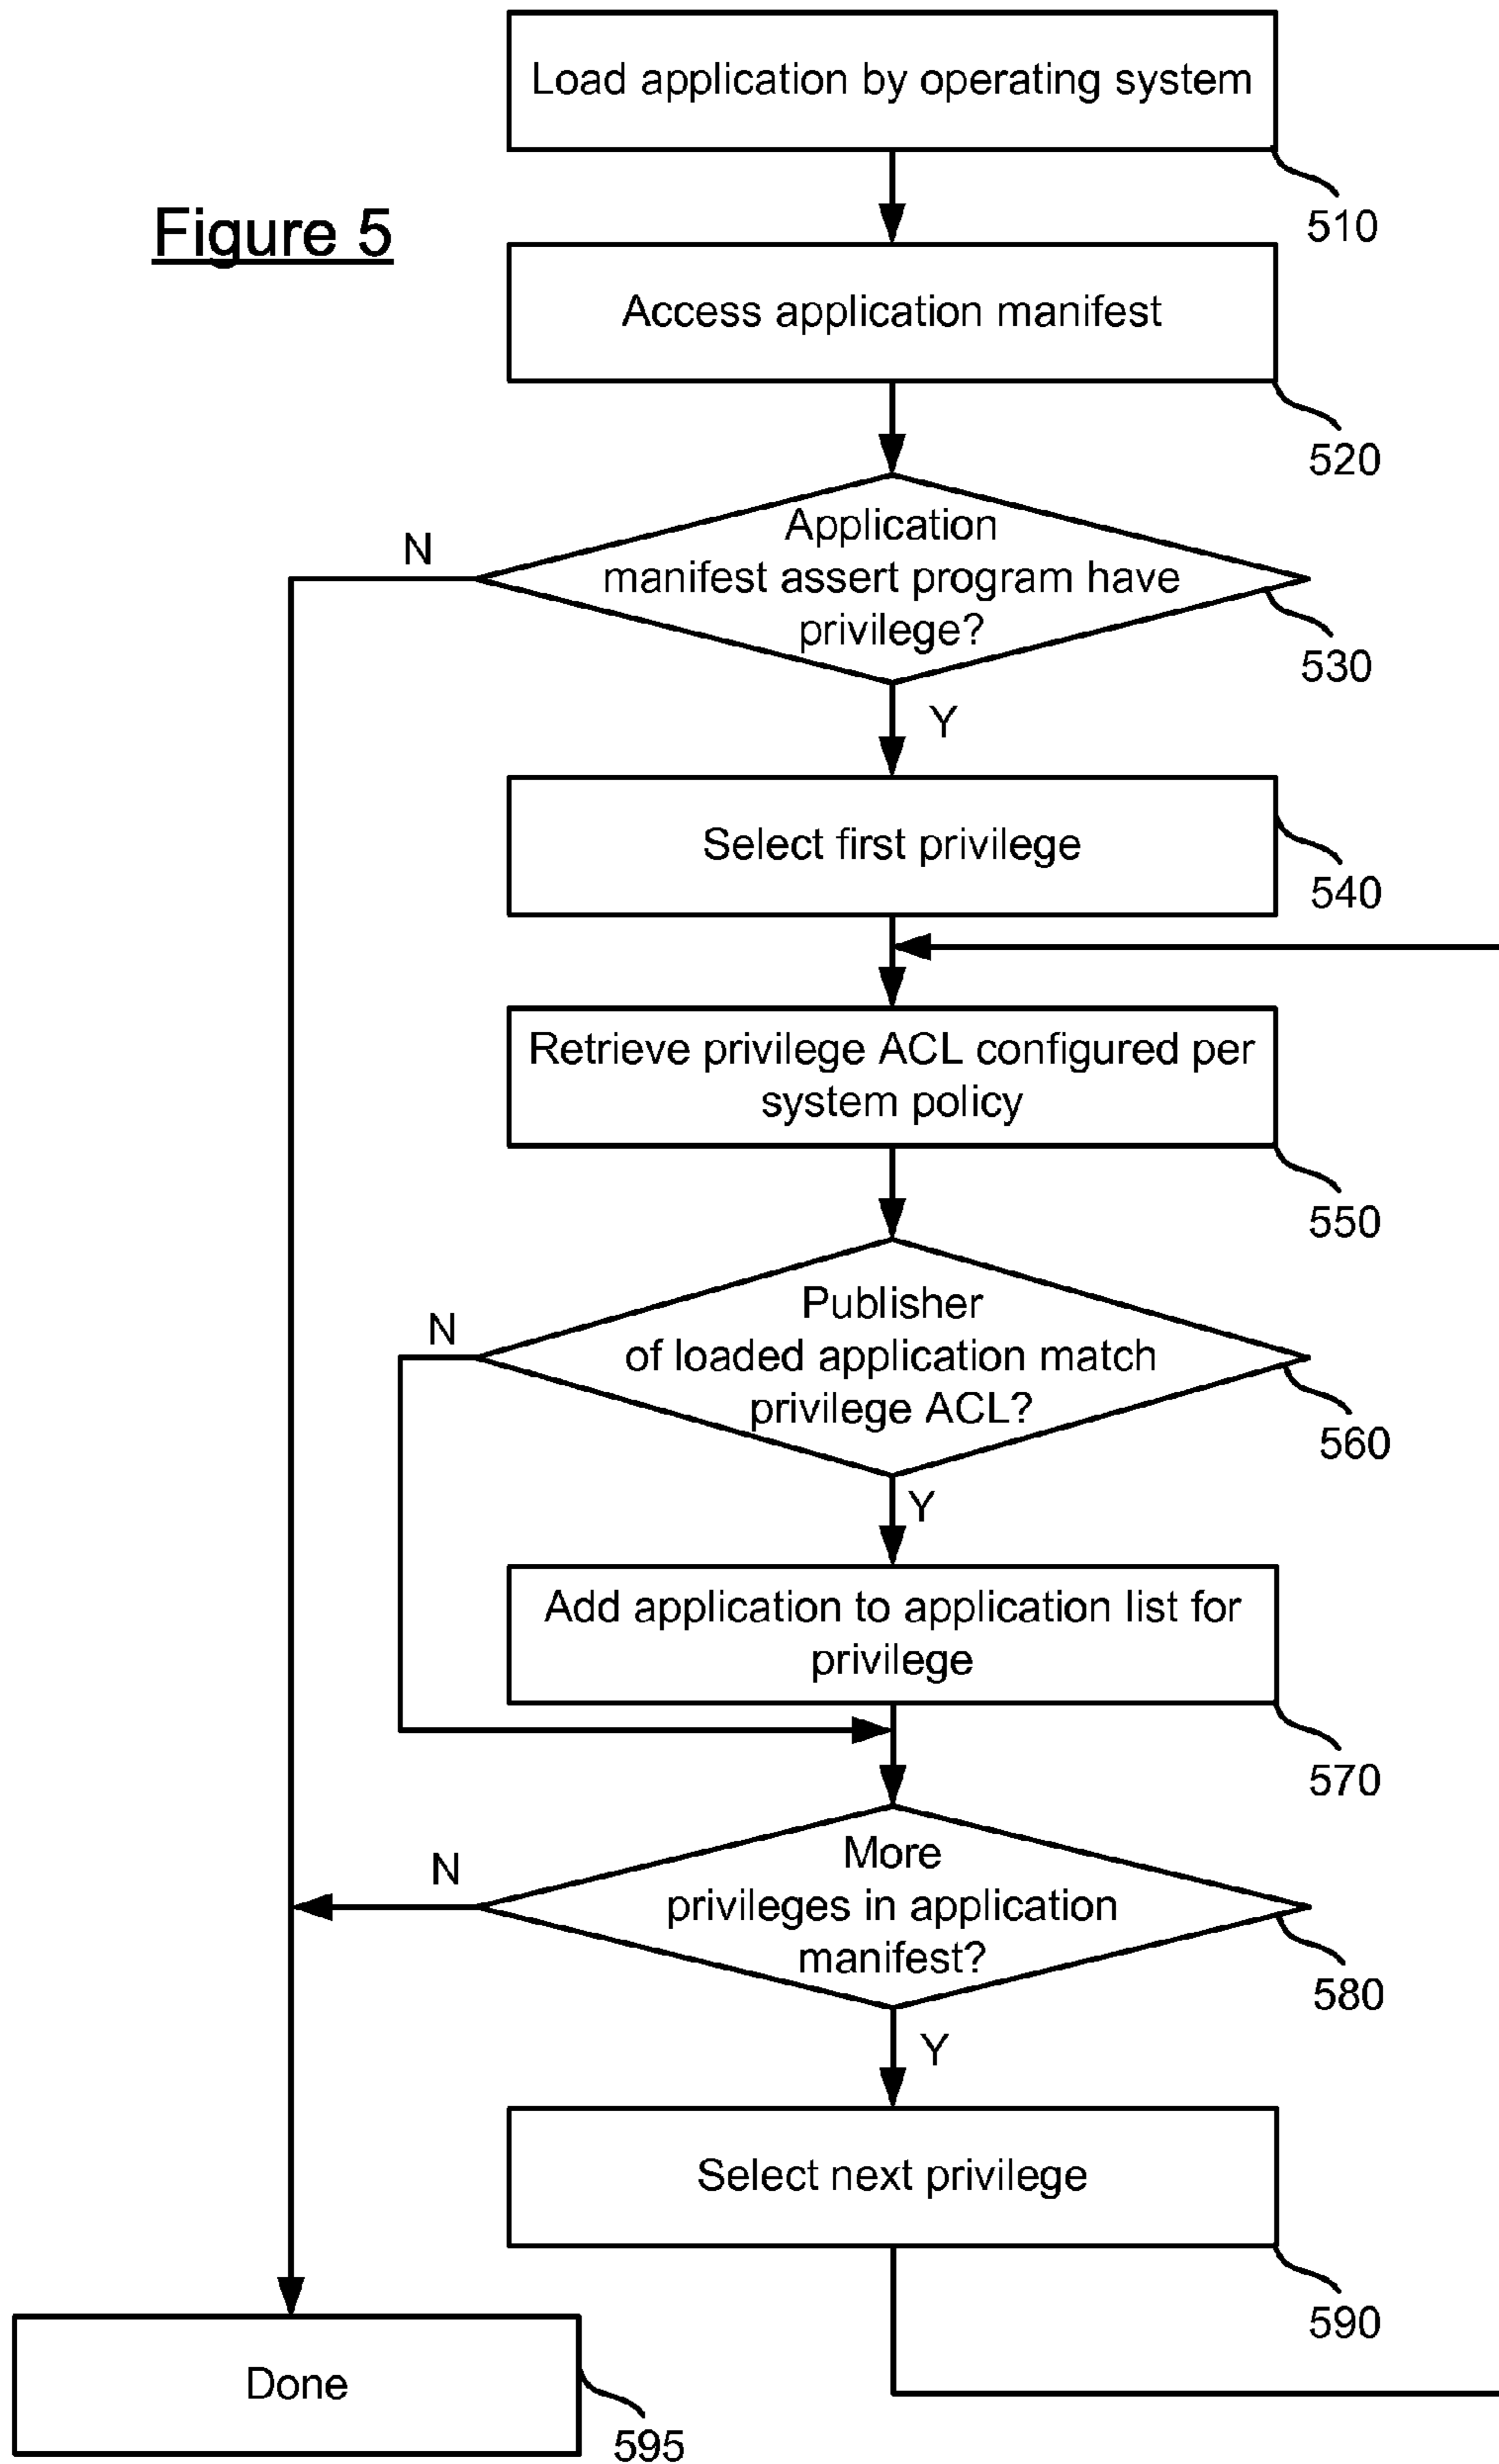 Load application by operating system
510
Figure 5
Access application manifest
520
Application
manifest assert program have
privilege?
N
530
Y
Select first privilege
540
Retrieve privilege ACL configured per
system policy
550
Publisher
of loaded application match
privilege ACL?
N
560
Y
Add application to application list for
privilege
570
More
privileges in application
manifest?
N
580
Y
Select next privilege
590
Done
595